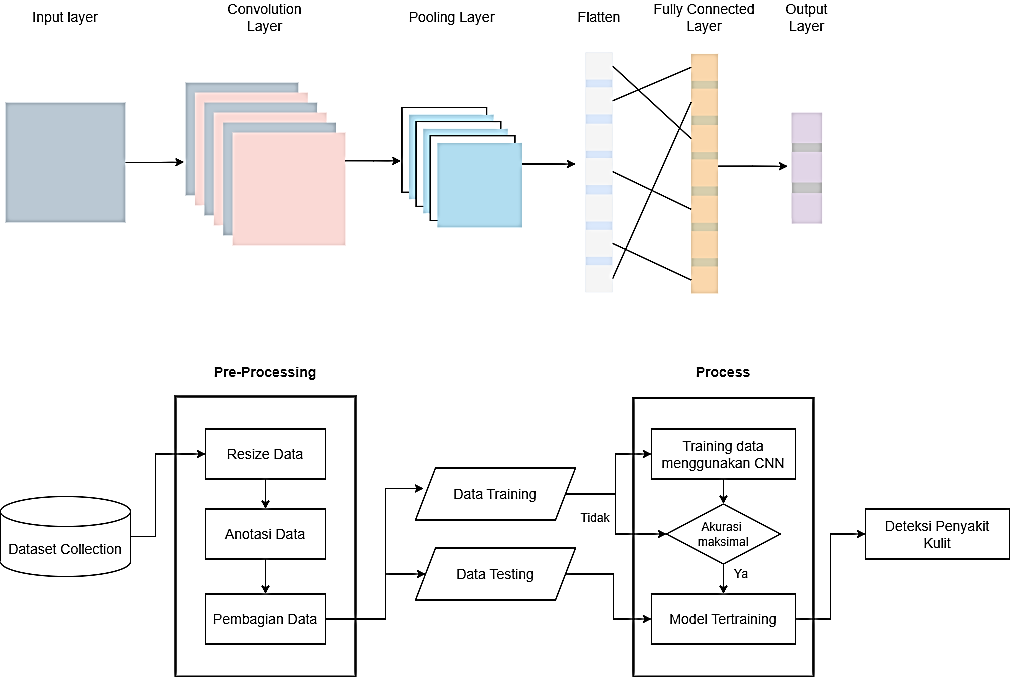 Input layer
Convolution
Layer
Pooling Layer
Flatten
Fully Connected
Layer
Output
Layer
Pre-Processing
Process
Resize Data
Anotasi Data
Pembagian Data
Dataset Collection
Data Training
Data Testing
Tidak
Training data
menggunakan CNN
Akurasi
maksimal
Ya
Model Tertraining
Deteksi Penyakit
Kulit